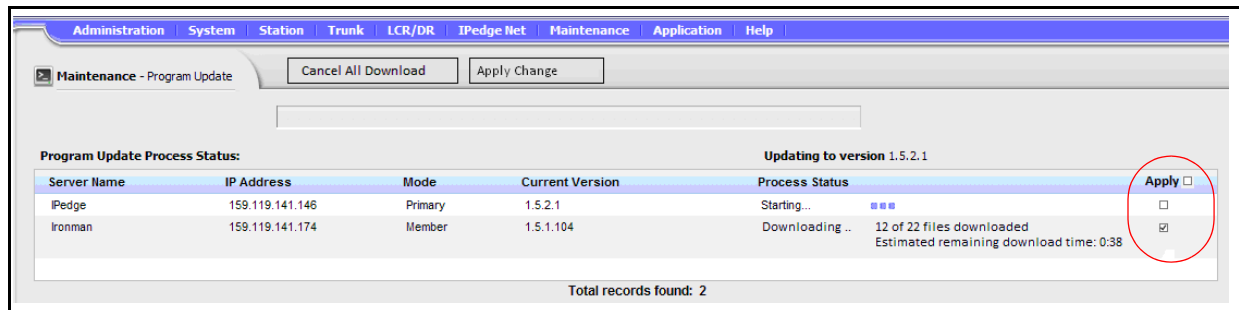 Administration System Station Trunk LCR/DR IPedge Net Maintenance Application Help
Maintenance - Program Update
Cancel All Download Apply Change
Program Update Process Status: Updating to version 1.5.2.1
Server Name IP Address Mode Current Version Process Status Apply
IPedge 159.119.141.146 Primary 1.5.2.1 Starting...
Ironman 159.119.141.174 Member 1.5.1.104 Downloading .. 12 of 22 files downloaded
Estimated remaining download time: 0:38
Total records found: 2